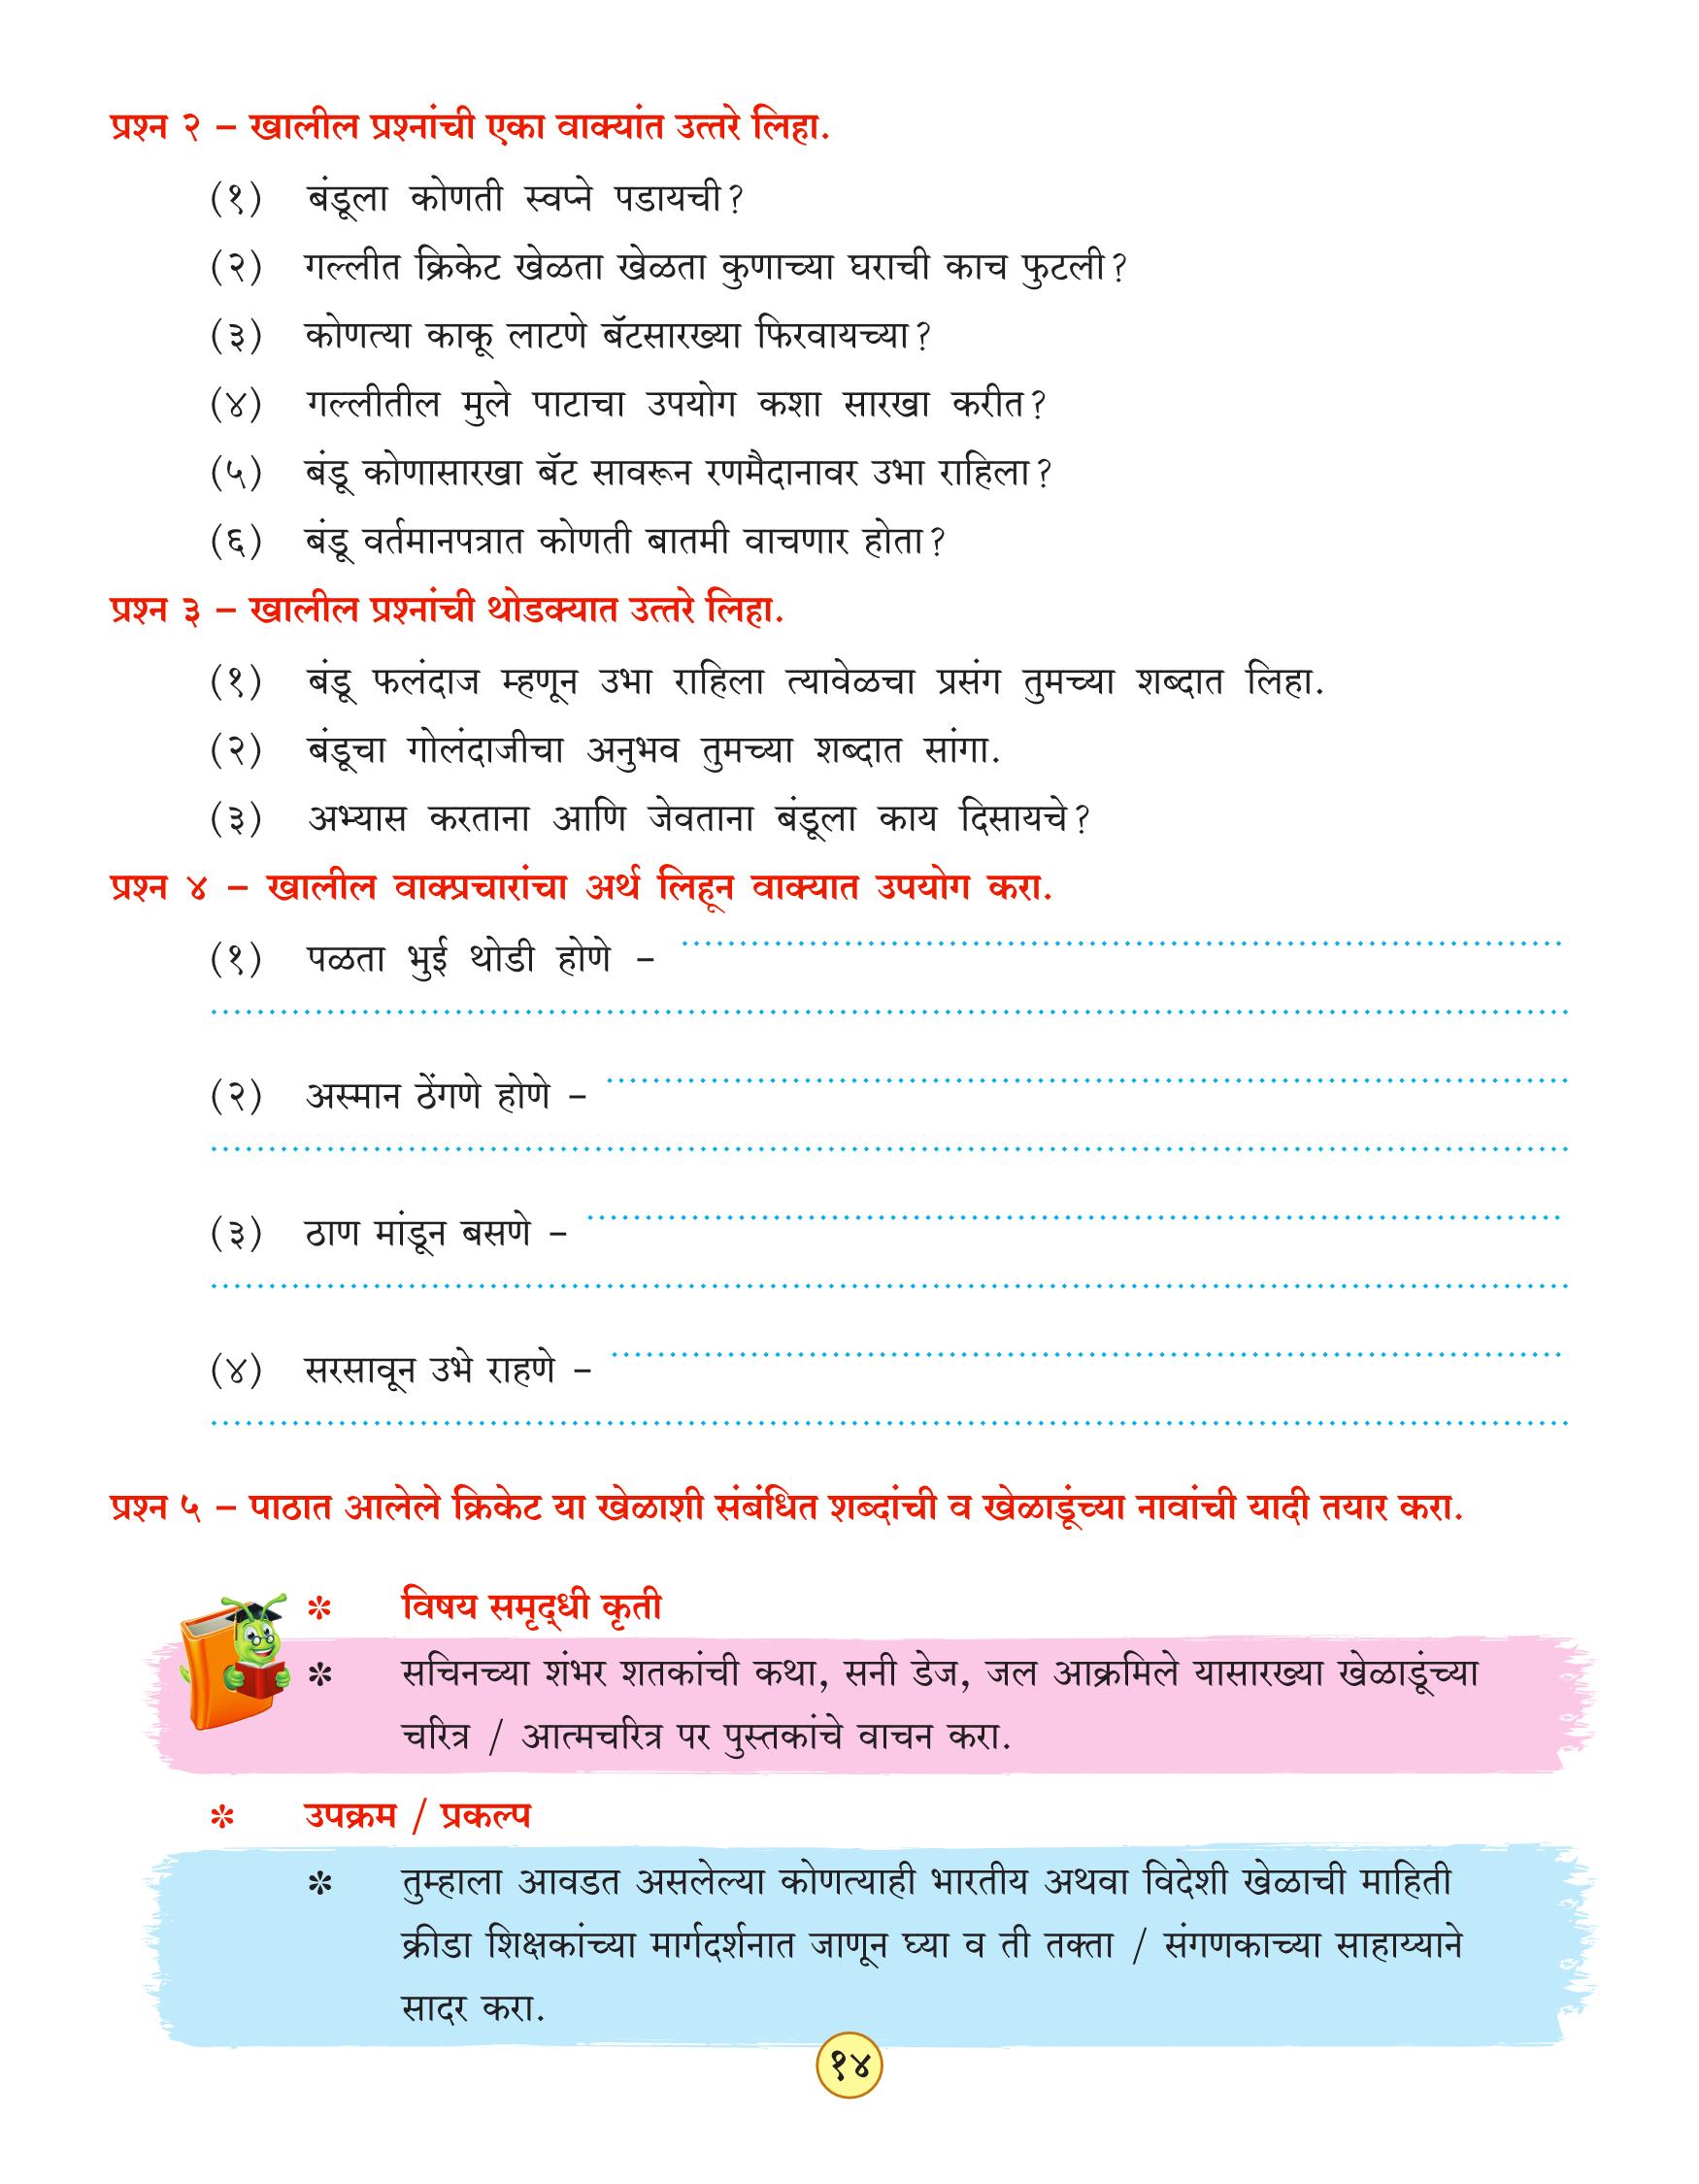 प्रश्न २ – खालील प्रश्नांची एका वाक्यांत उत्तरे लिहा.
(१) बंडूला कोणती स्वप्ने पडायची?
(२) गल्लीत क्रिकेट खेळता खेळता कुणाच्या घराची काच फुटली?
(३) कोणत्या काकू लाटणे बॅटसारख्या फिरवायच्या?
(४) गल्लीतील मुले पाटाचा उपयोग कशा सारखा करीत?
(५) बंडू कोणासारखा बॅट सावरून रणमैदानावर उभा राहिला?
(६) बंडू वर्तमानपत्रात कोणती बातमी वाचणार होता?
प्रश्न ३ – खालील प्रश्नांची थोडक्यात उत्तरे लिहा.
(१) बंडू फलंदाज म्हणून उभा राहिला त्यावेळचा प्रसंग तुमच्या शब्दात लिहा.
(२) बंडूचा गोलंदाजीचा अनुभव तुमच्या शब्दात सांगा.
(३) अभ्यास करताना आणि जेवताना बंडूला काय दिसायचे?
प्रश्न ४ – खालील वाक्प्रचारांचा अर्थ लिहून वाक्यात उपयोग करा.
(१) पळता भुई थोडी होणे –
(२) अस्मान ठेंगणे होणे –
(३) ठाण मांडून बसणे –
(४) सरसावून उभे राहणे –
प्रश्न ५ – पाठात आलेले क्रिकेट या खेळाशी संबंधित शब्दांची व खेळाडूंच्या नावांची यादी तयार करा.
✽ विषय समृद्‌धी कृती
✽ सचिनच्या शंभर शतकांची कथा, सनी डेज, जल आक्रमिले यासारख्या खेळाडूंच्या
चरित्र / आत्मचरित्र पर पुस्तकांचे वाचन करा.
✽ उपक्रम / प्रकल्प
✽ तुम्हाला आवडत असलेल्या कोणत्याही भारतीय अथवा विदेशी खेळाची माहिती
क्रीडा शिक्षकांच्या मार्गदर्शनात जाणून घ्या व ती तक्ता / संगणकाच्या साहाय्याने
सादर करा.
१४